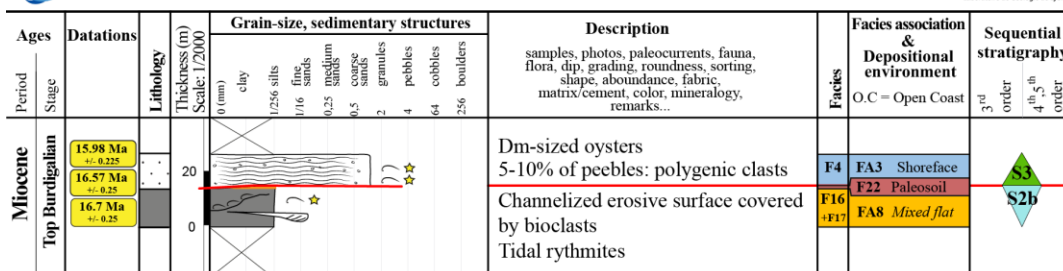 Ages
Datations
Grain-size, sedimentary structures
Description
Facies association
&
Depositional
environment
O.C = Open Coast
Sequential
stratigraphy
Period
Stage
Lithology
Thickness (m)
Scale: 1/2000
0 (mm)
clay
1/256 silts
1/16 fine sands
0,25 medium sands
0,5 coarse sands
2 granules
4 pebbles
64 cobbles
256 boulders
samples, photos, paleocurrents, fauna,
flora, dip, grading, roundness, sorting,
shape, aboundance, fabric,
matrix/cement, color, mineralogy,
remarks...
Facies
3rd order
4th,5th order
Miocene
Top Burdigalian
15.98 Ma
+/- 0.225
16.57 Ma
+/- 0.25
16.7 Ma
+/- 0.25
20
0
Dm-sized oysters
5-10% of peebles: polygenic clasts
Channelized erosive surface covered
by bioclasts
Tidal rythmites
F4
FA3 Shoreface
F22 Paleosoil
F16
+F17
FA8 Mixed flat
S3
S2b